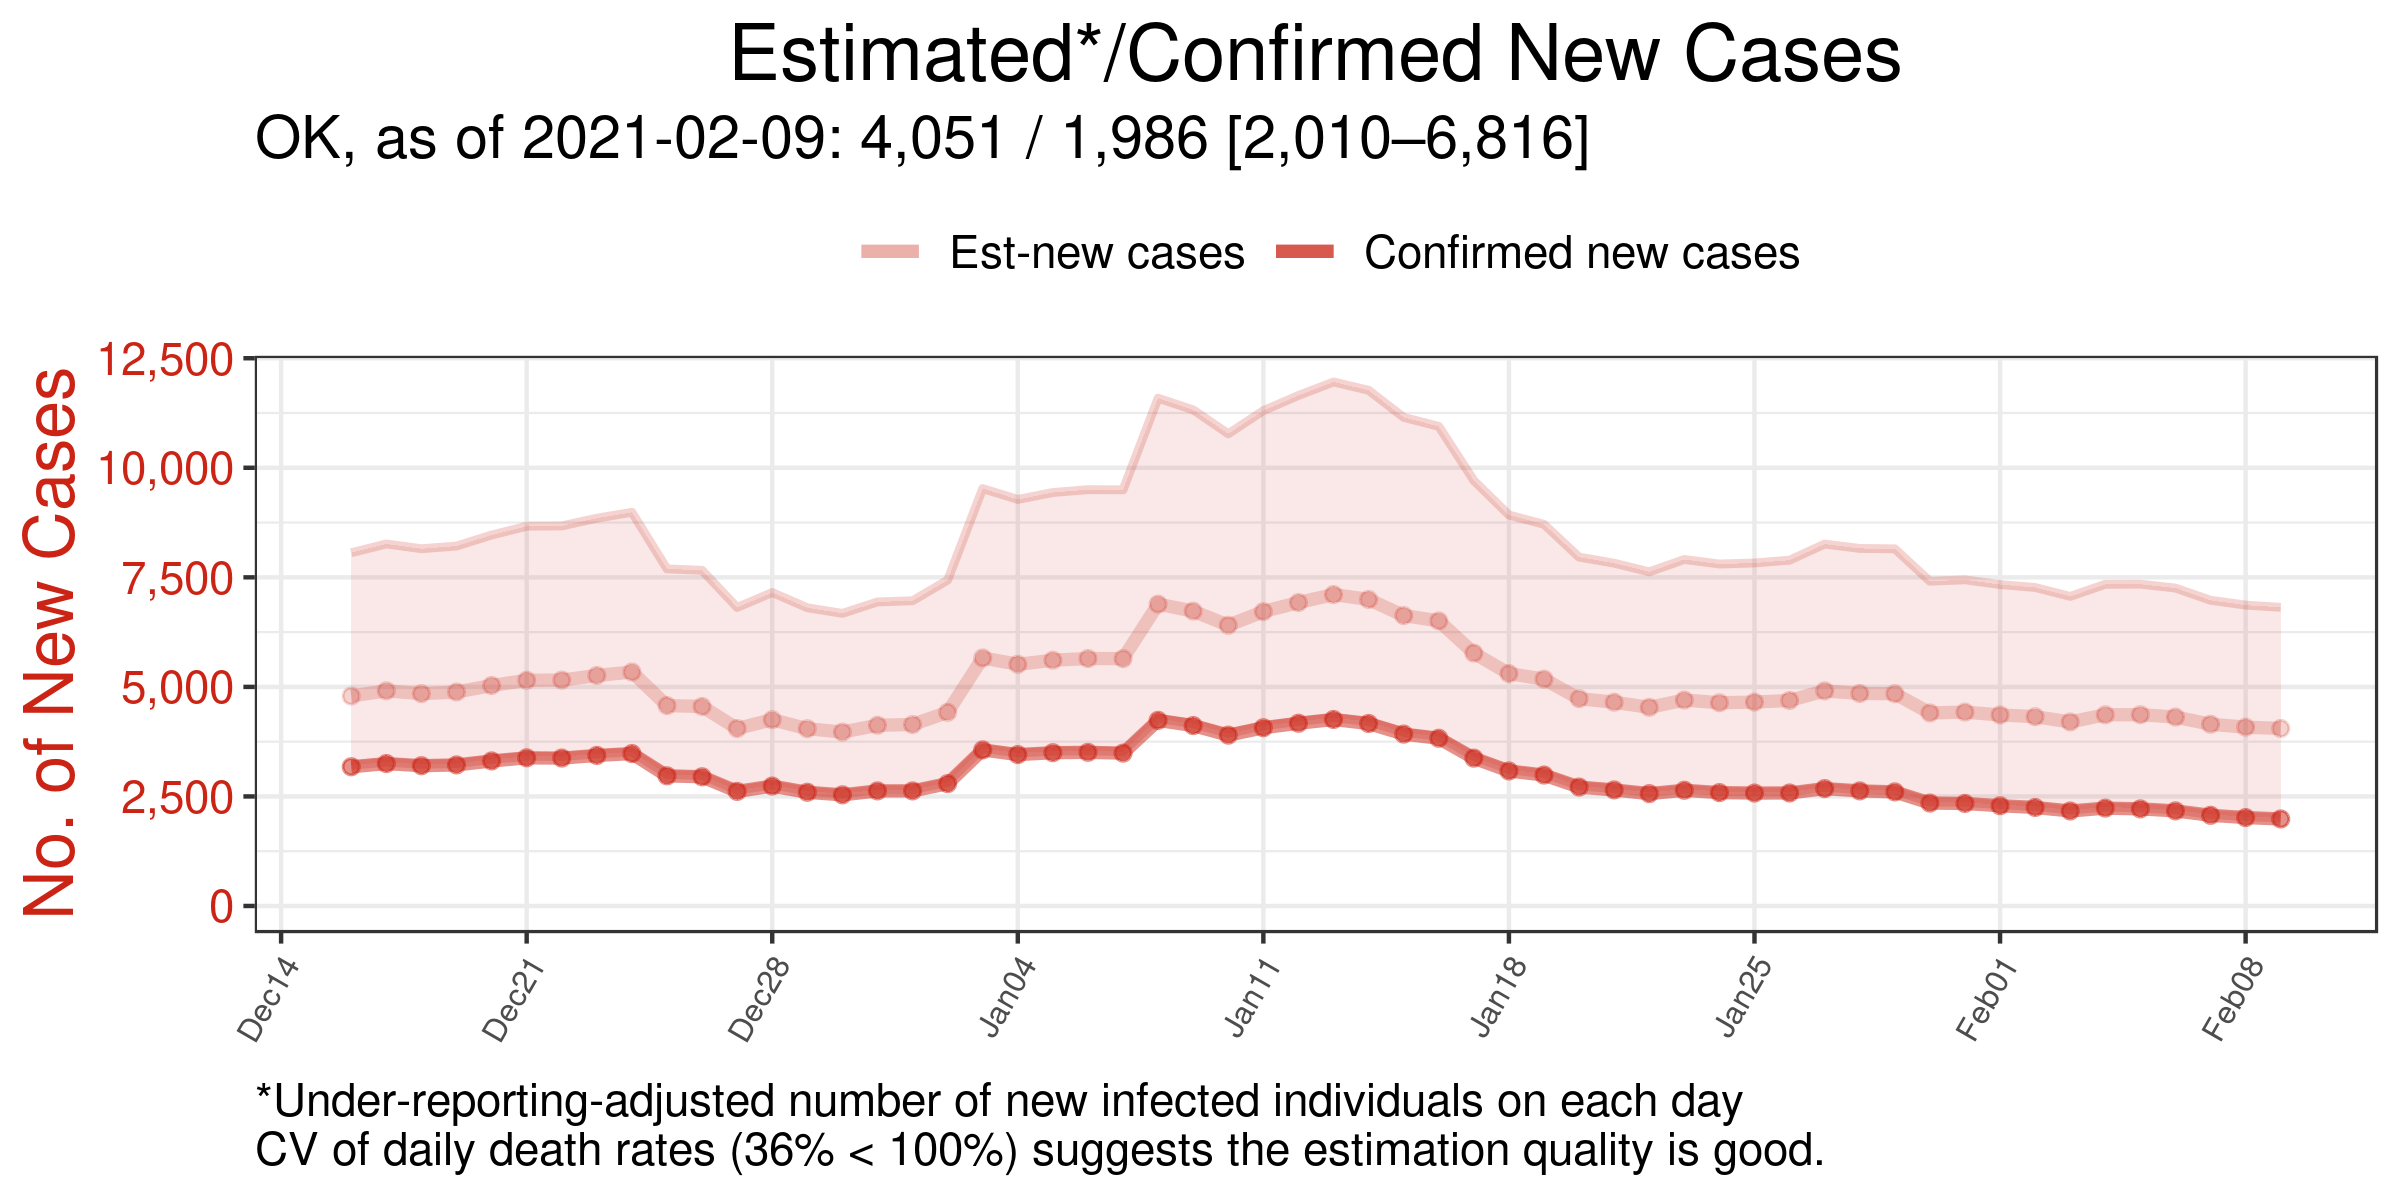 Estimated*/Confirmed New Cases
OK, as of 2021-02-09: 4,051 / 1,986 [2,010–6,816]
Est-new cases Confirmed new cases
No. of New Cases
12,500
10,000
7,500
5,000
2,500
0
Dec14 Dec21 Dec28 Jan04 Jan11 Jan18 Jan25 Feb01 Feb08
*Under-reporting-adjusted number of new infected individuals on each day
CV of daily death rates (36% < 100%) suggests the estimation quality is good.